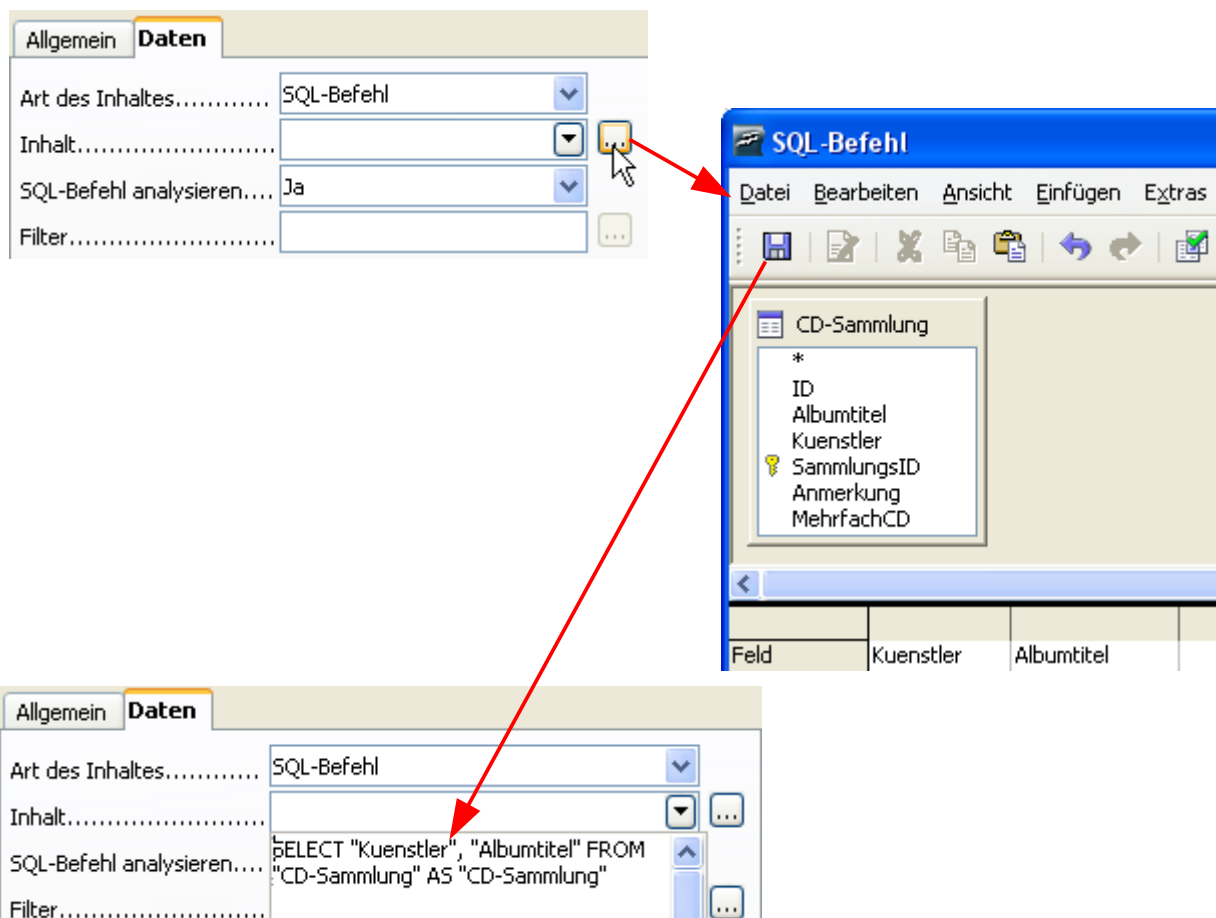 Allgemein Daten
Art des Inhaltes............ SQL-Befehl
Inhalt......................... ...
SQL-Befehl analysieren.... Ja
Filter.......................... ...
SQL-Befehl
Datei Bearbeiten Ansicht Einfügen Extras
CD-Sammlung
*
ID
Albumtitel
Kuenstler
SammlungsID
Anmerkung
MehrfachCD
Feld Kuenstler Albumtitel
Allgemein Daten
Art des Inhaltes............ SQL-Befehl
Inhalt......................... ...
SELECT "Kuenstler", "Albumtitel" FROM
SQL-Befehl analysieren.... "CD-Sammlung" AS "CD-Sammlung"
Filter.......................... ...